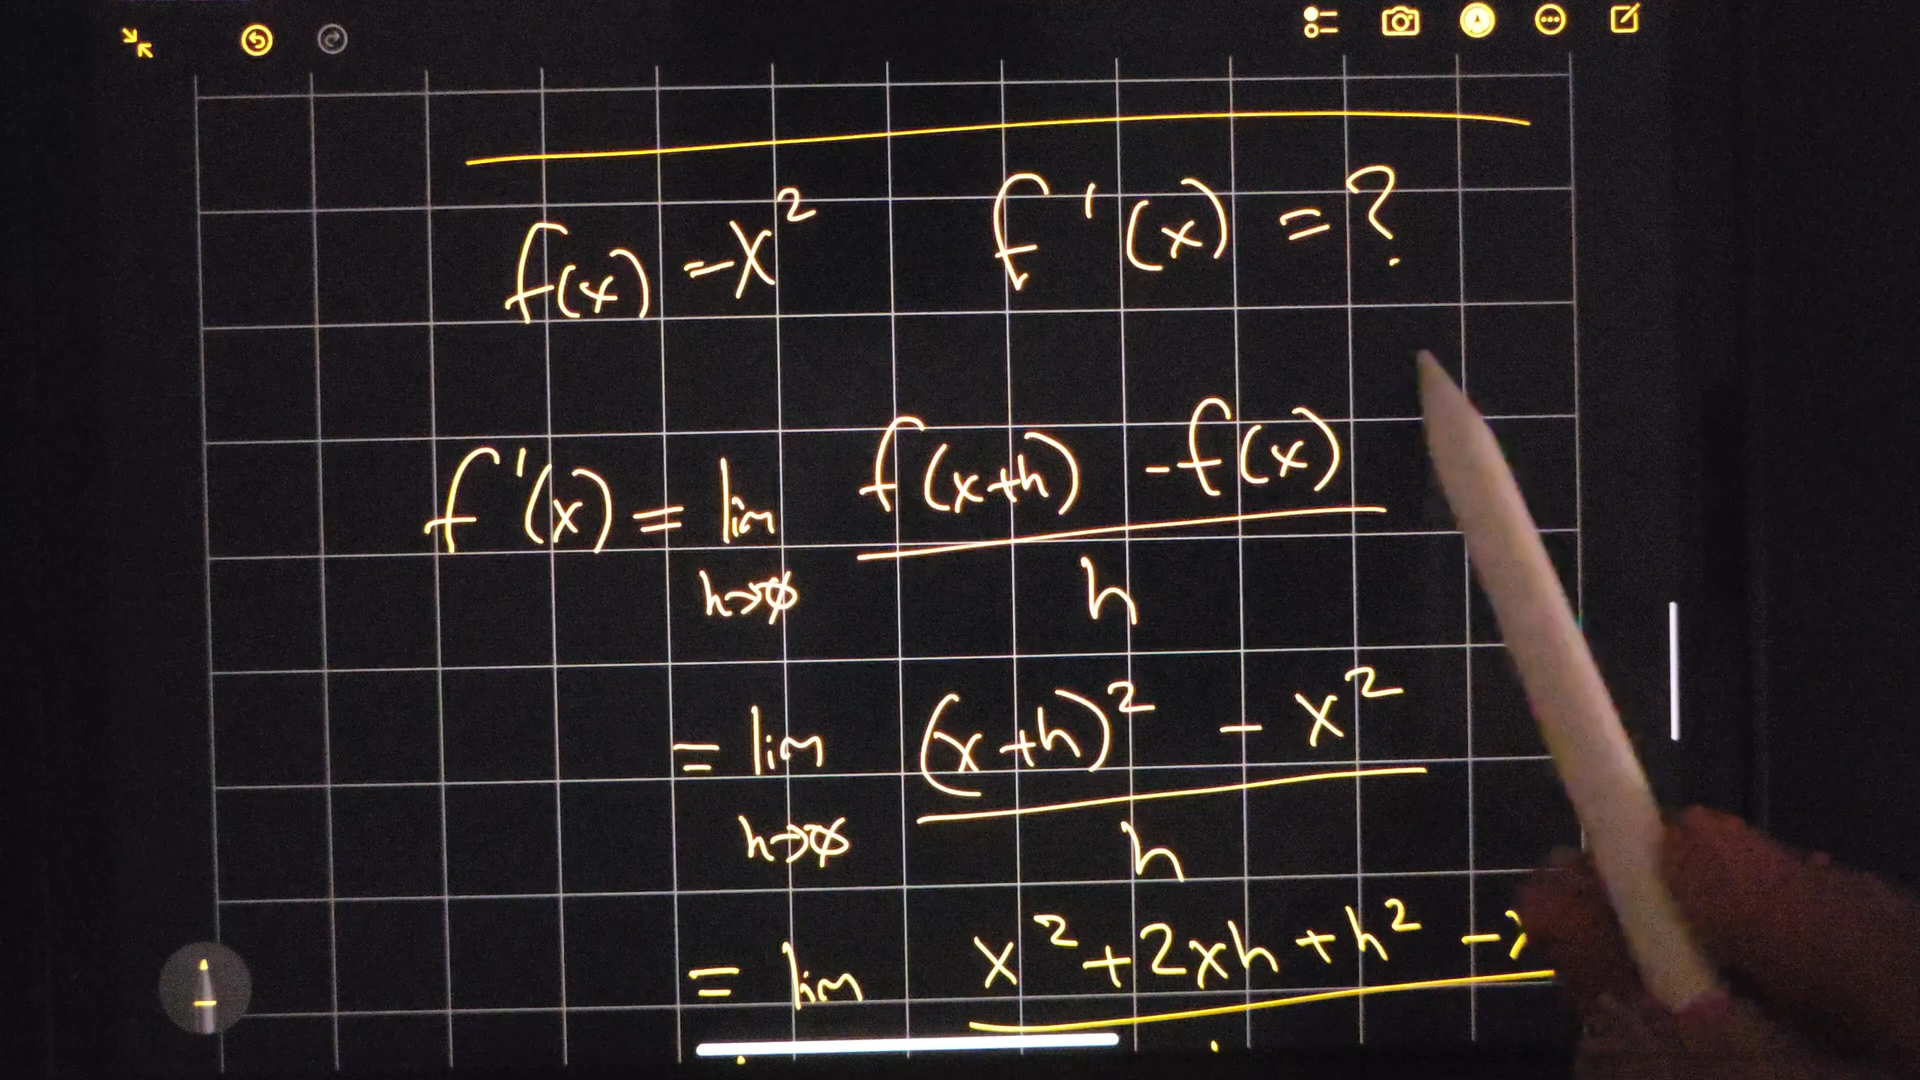 f(x) = x² f'(x) = ?
f'(x) = lim h→0 f(x+h) - f(x) / h
= lim h→0 (x+h)² - x² / h
= lim x² + 2xh + h² -